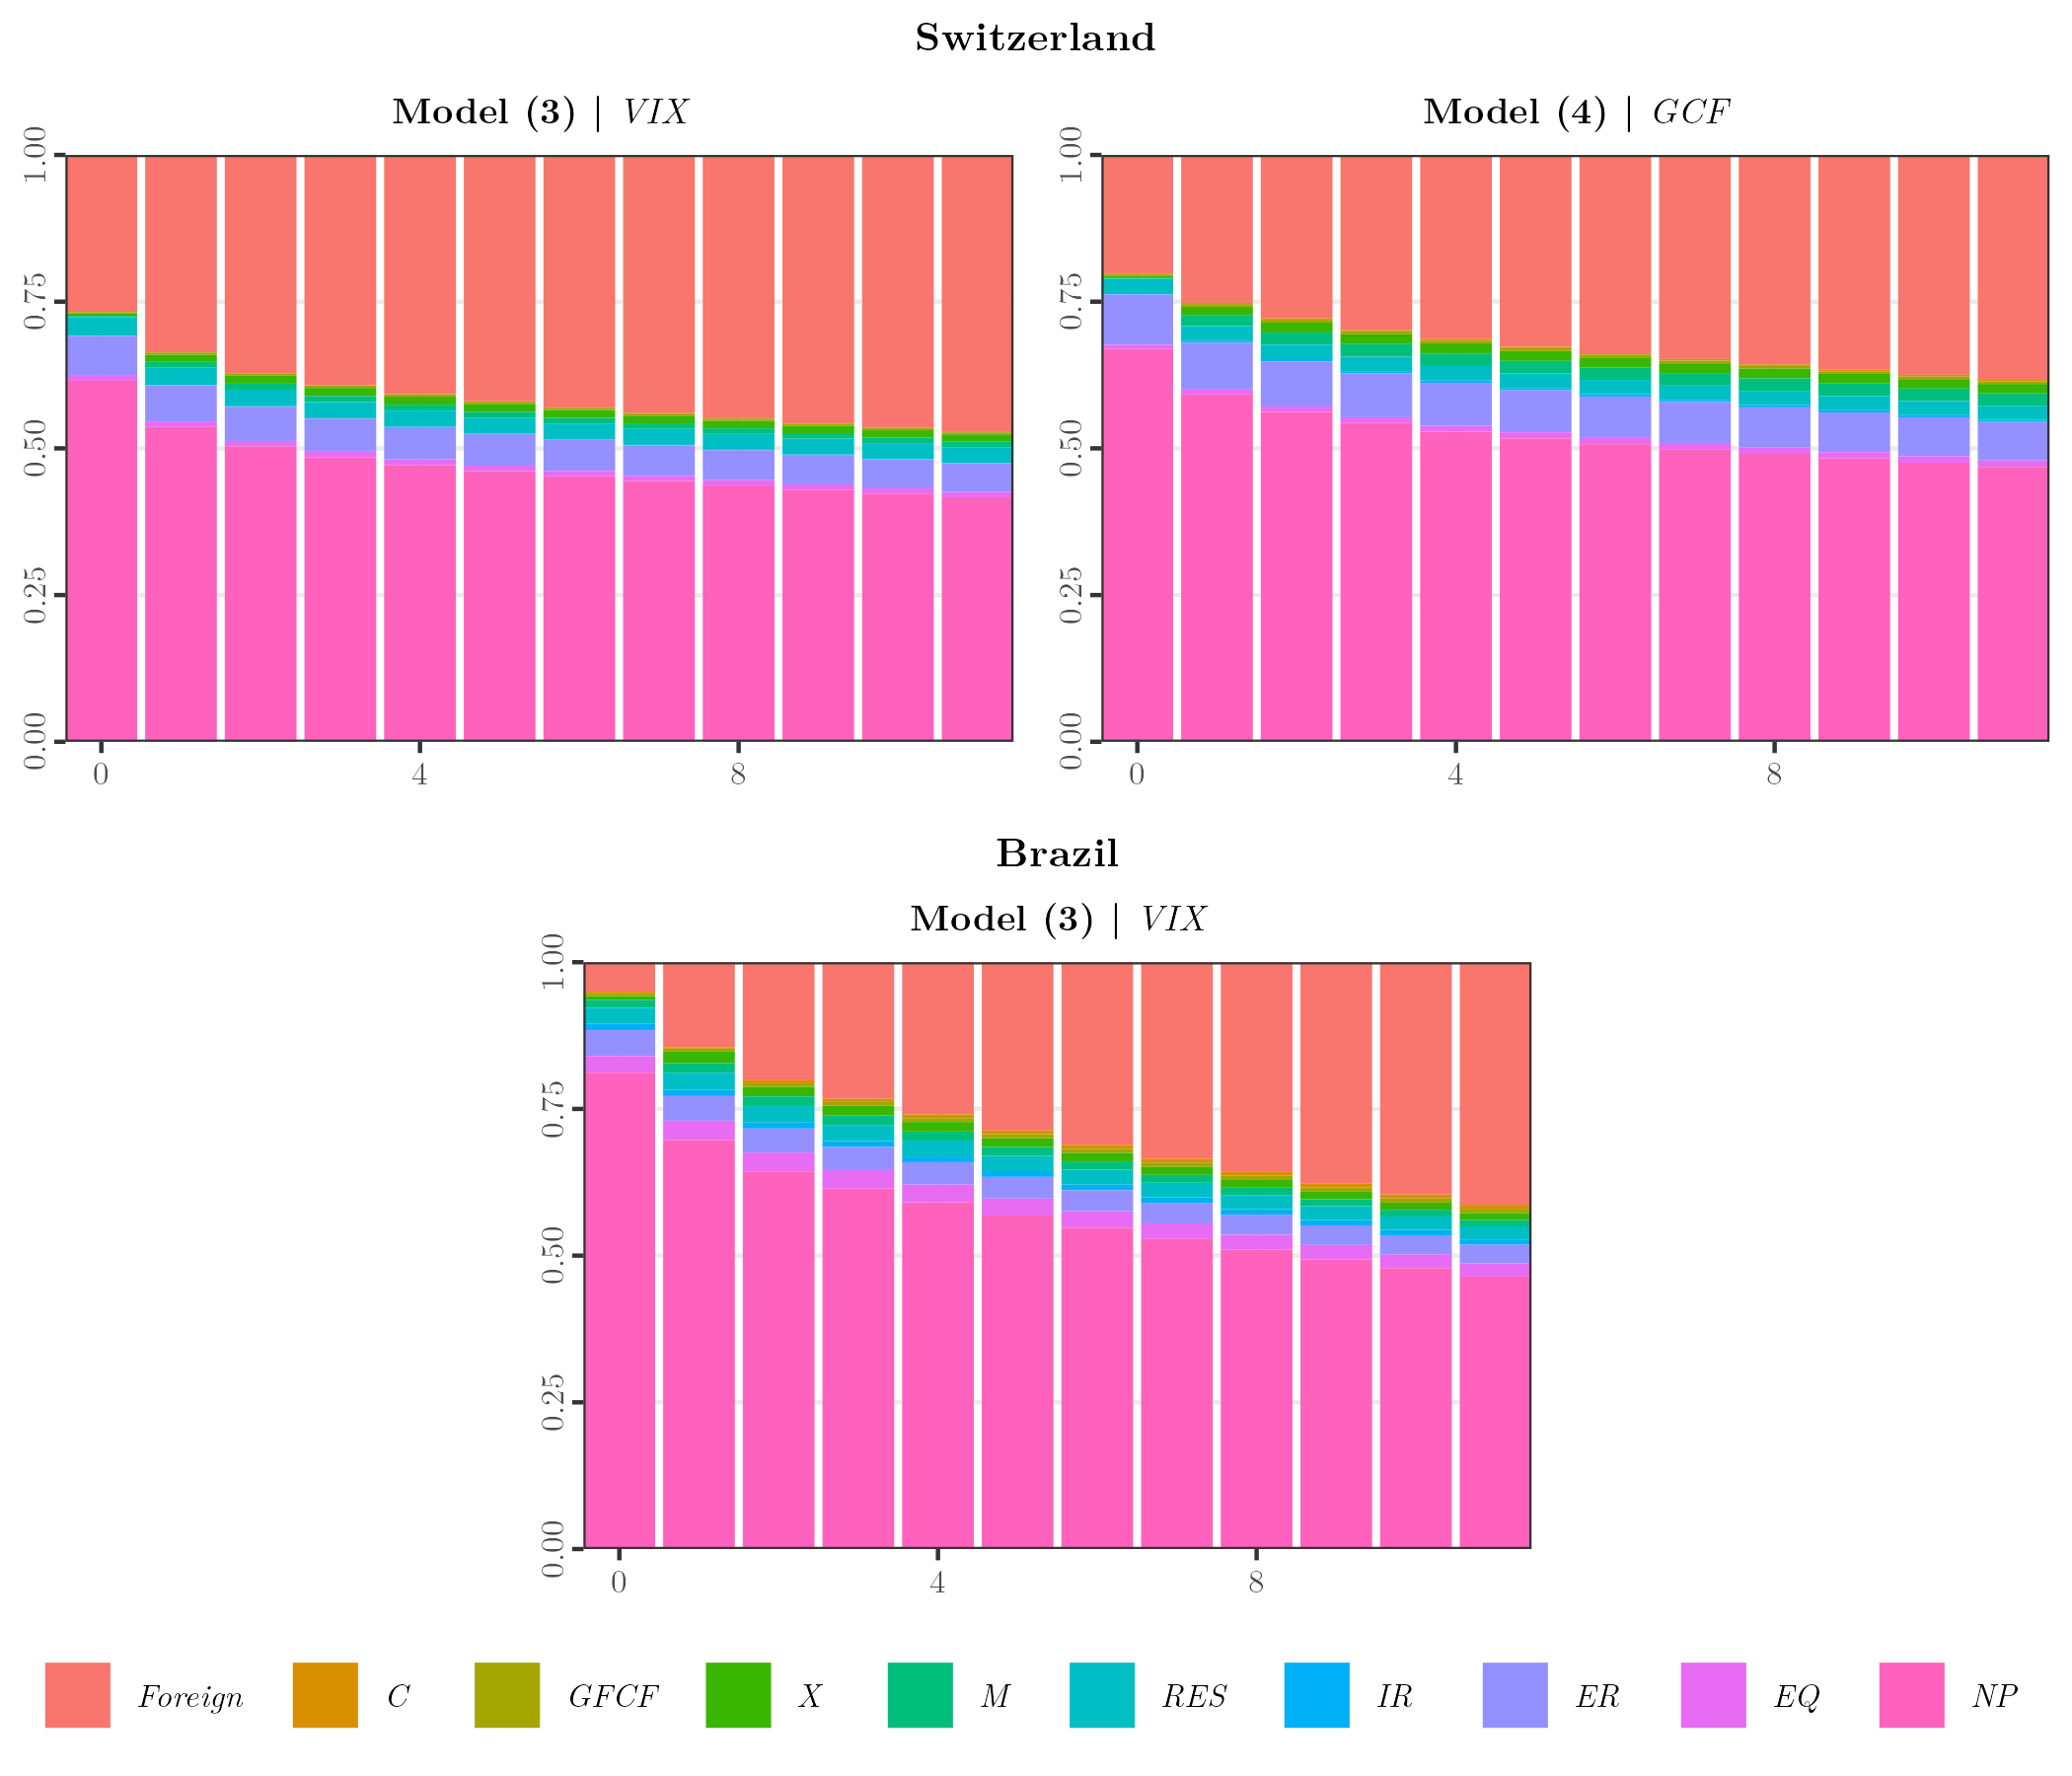 Switzerland
Model (3) | VIX
Model (4) | GCF
1.00
0.75
0.50
0.25
0.00
0 4 8
1.00
0.75
0.50
0.25
0.00
0 4 8
Brazil
Model (3) | VIX
1.00
0.75
0.50
0.25
0.00
0 4 8
Foreign C GFCF X M RES IR ER EQ NP